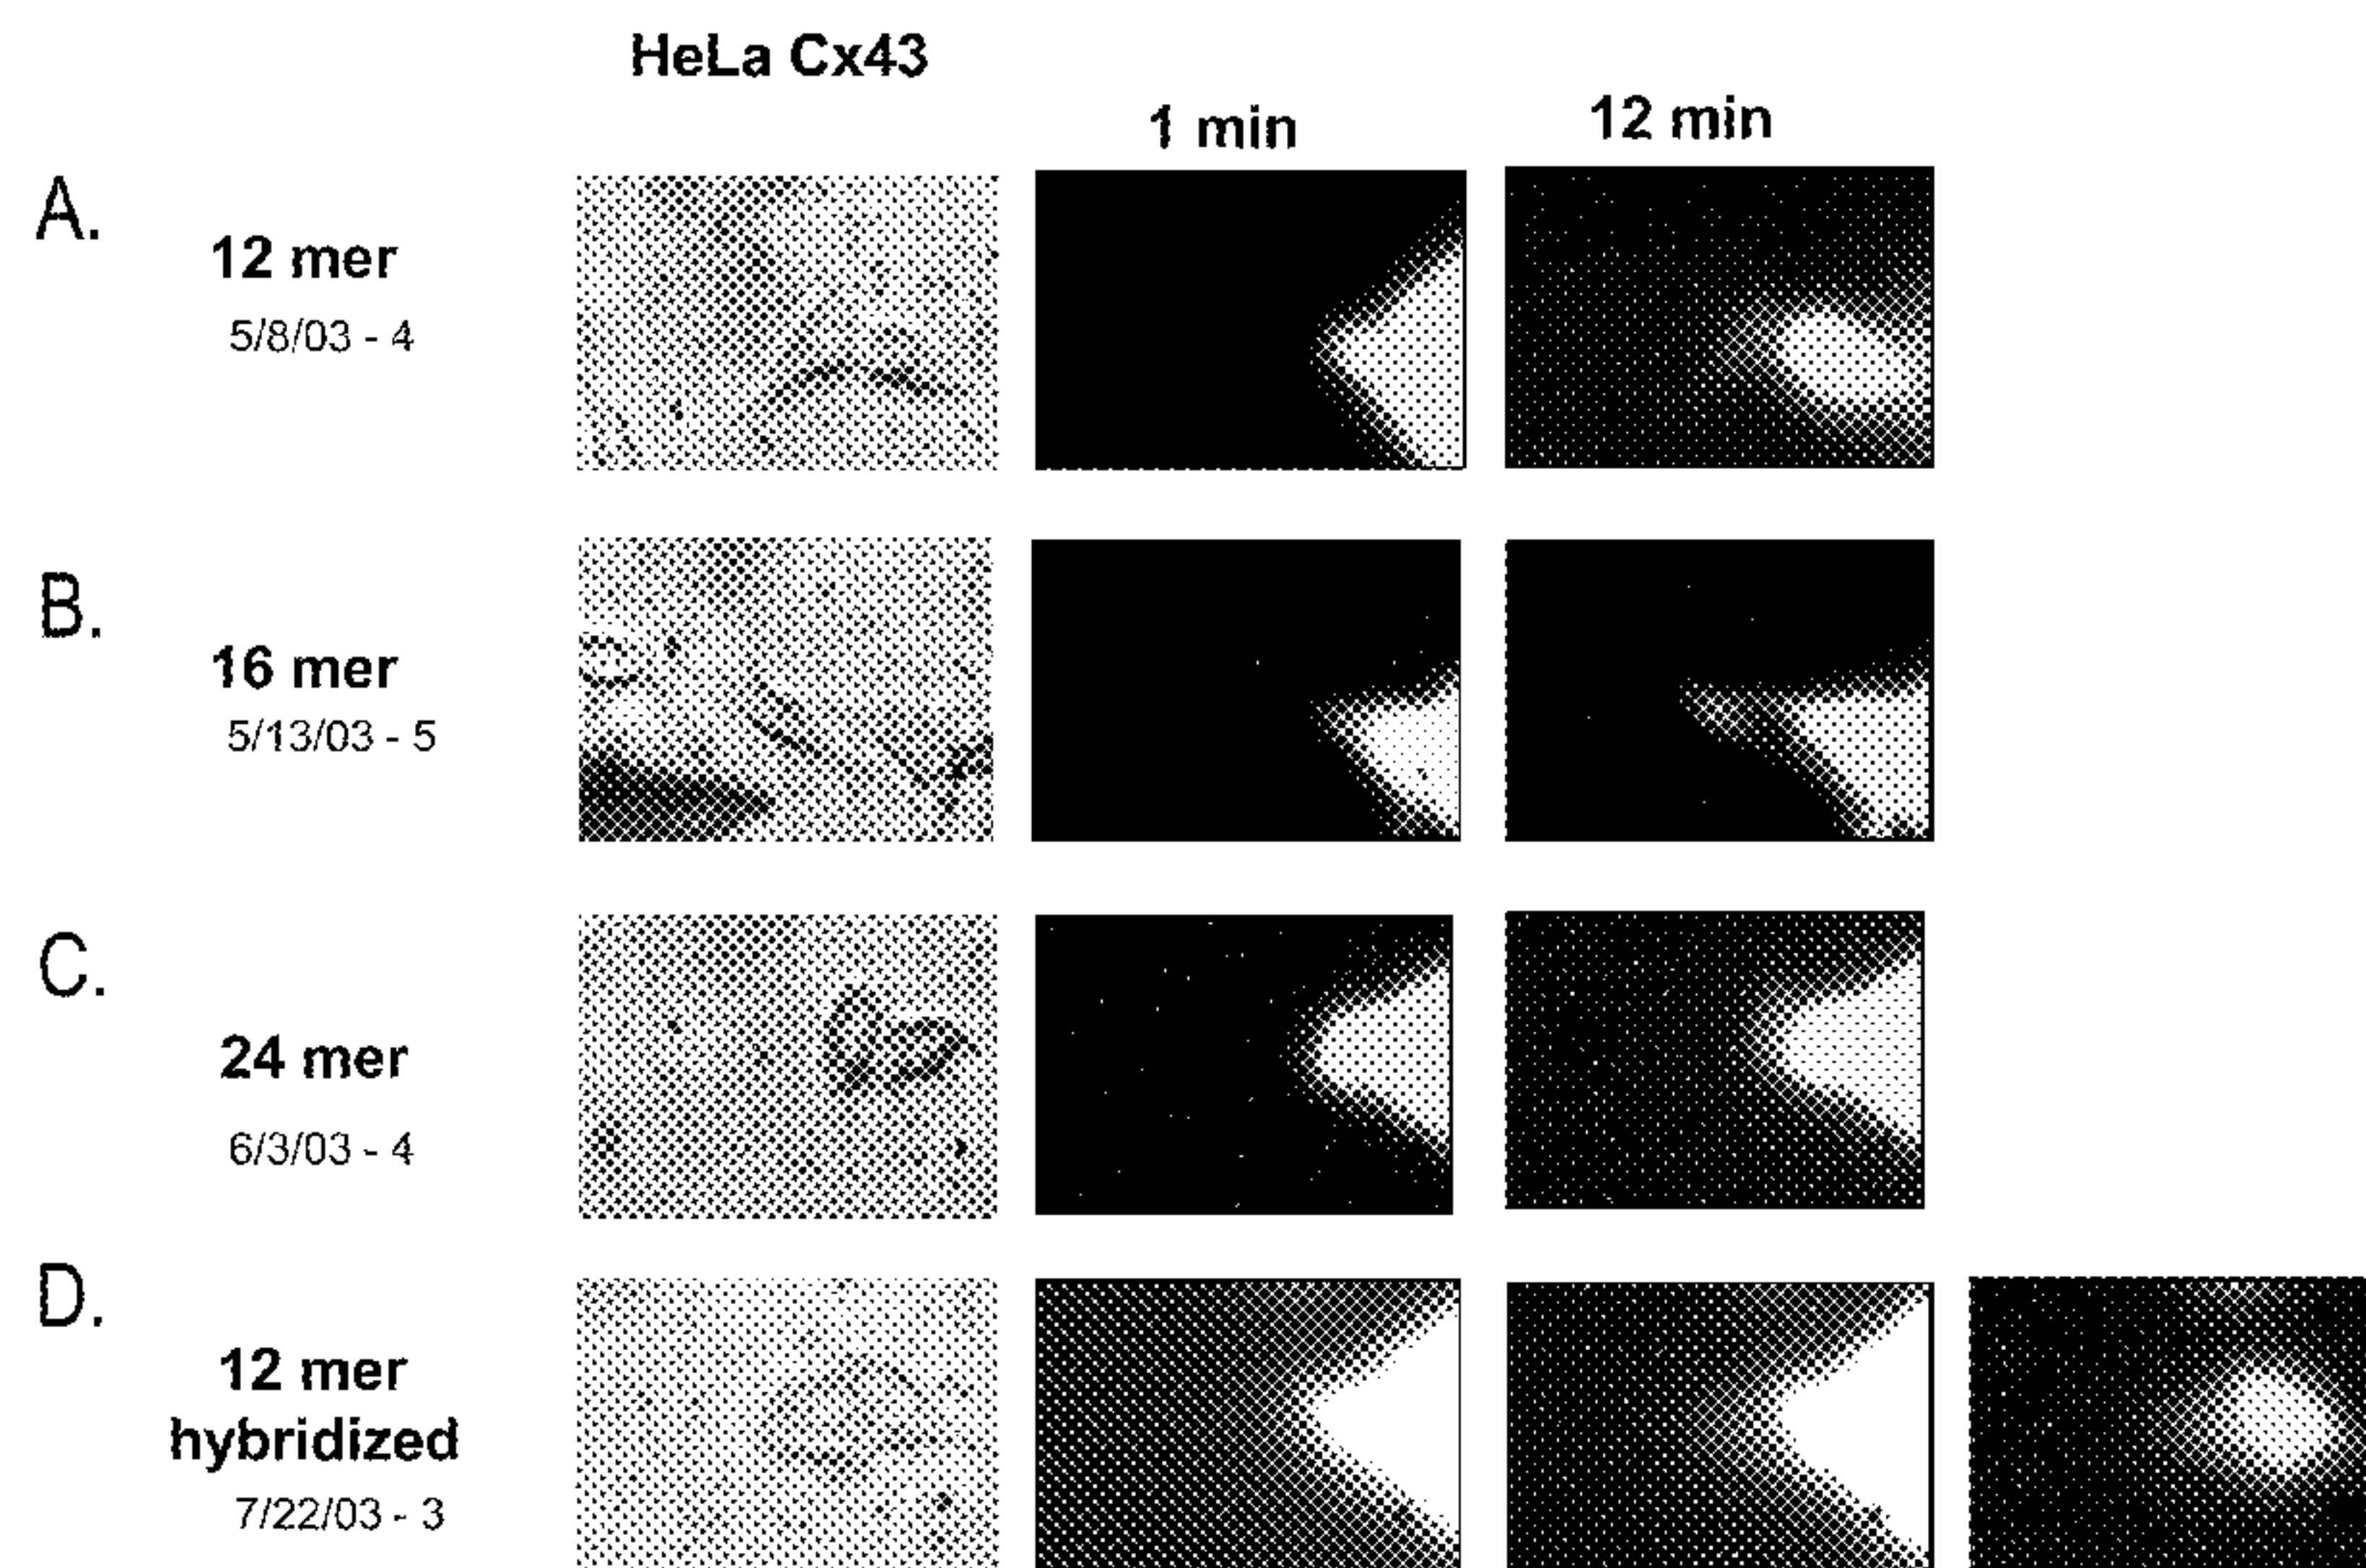 HeLa Cx43
1 min
12 min
A.
12 mer
5/8/03 - 4
B.
16 mer
5/13/03 - 5
C.
24 mer
6/3/03 - 4
D.
12 mer
hybridized
7/22/03 - 3